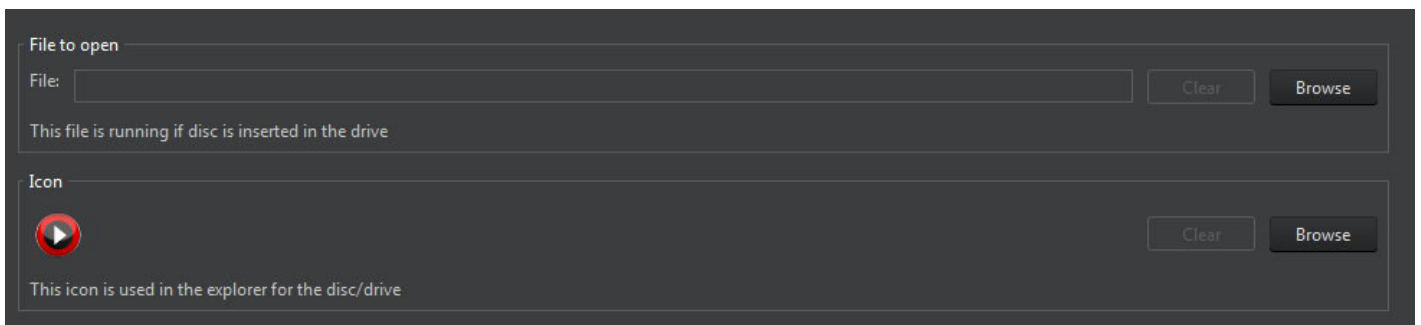 File to open
File: Clear Browse
This file is running if disc is inserted in the drive
Icon
Clear Browse
This icon is used in the explorer for the disc/drive